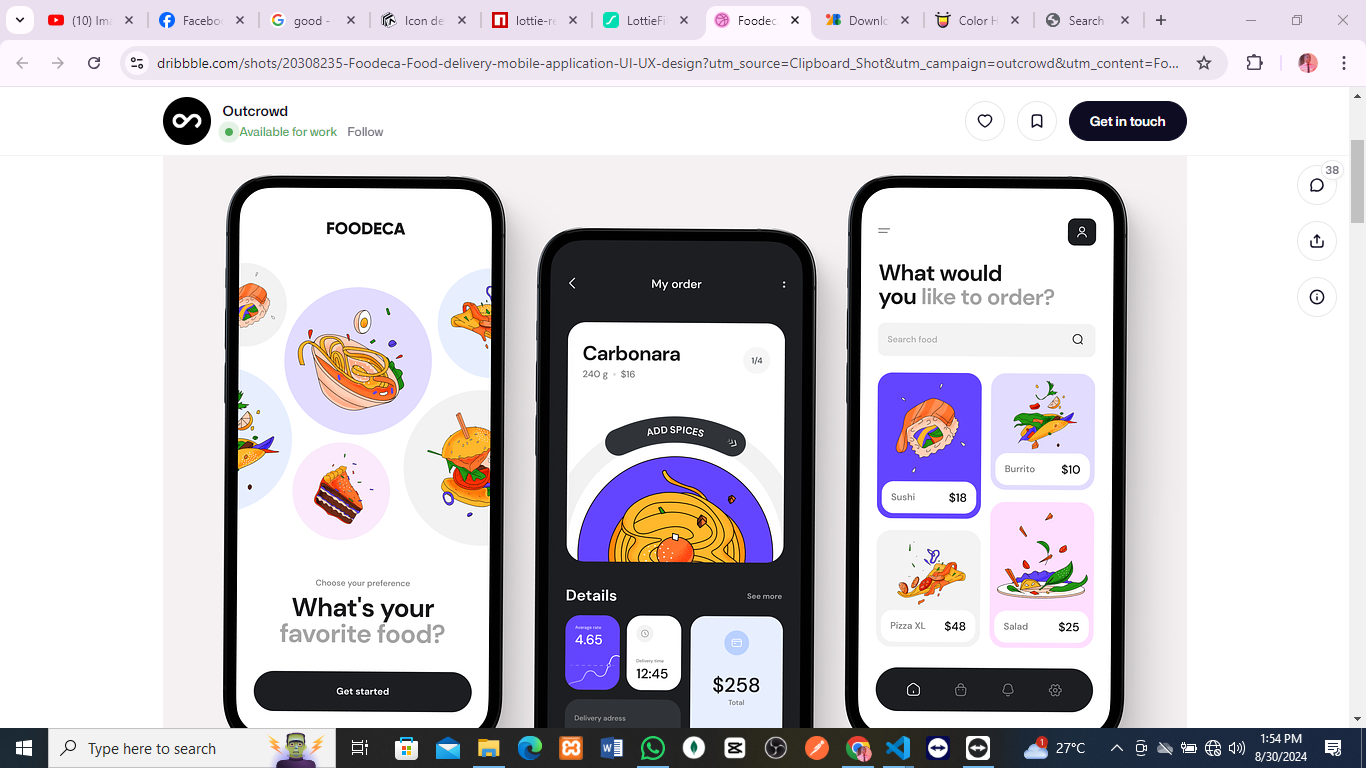 (10) Ima
Facebo
good -
Icon de
lottie-re
LottieFi
Foodec
Downlo
Color H
Search
dribbble.com/shots/20308235-Foodeca-Food-delivery-mobile-application-UI-UX-design?utm_source=Clipboard_Shot&utm_campaign=outcrowd&utm_content=Fo...
Outcrowd
Available for work Follow
Get in touch
38
FOODECA
Choose your preference
What's your
favorite food?
Get started
My order
Carbonara
1/4
240 g • $16
ADD SPICES
Details
See more
Average rate
4.65
Delivery time
12:45
$258
Total
Delivery adress
What would
you like to order?
Search food
Sushi $18
Burrito $10
Pizza XL $48
Salad $25
Type here to search
1
27°C
1:54 PM
8/30/2024